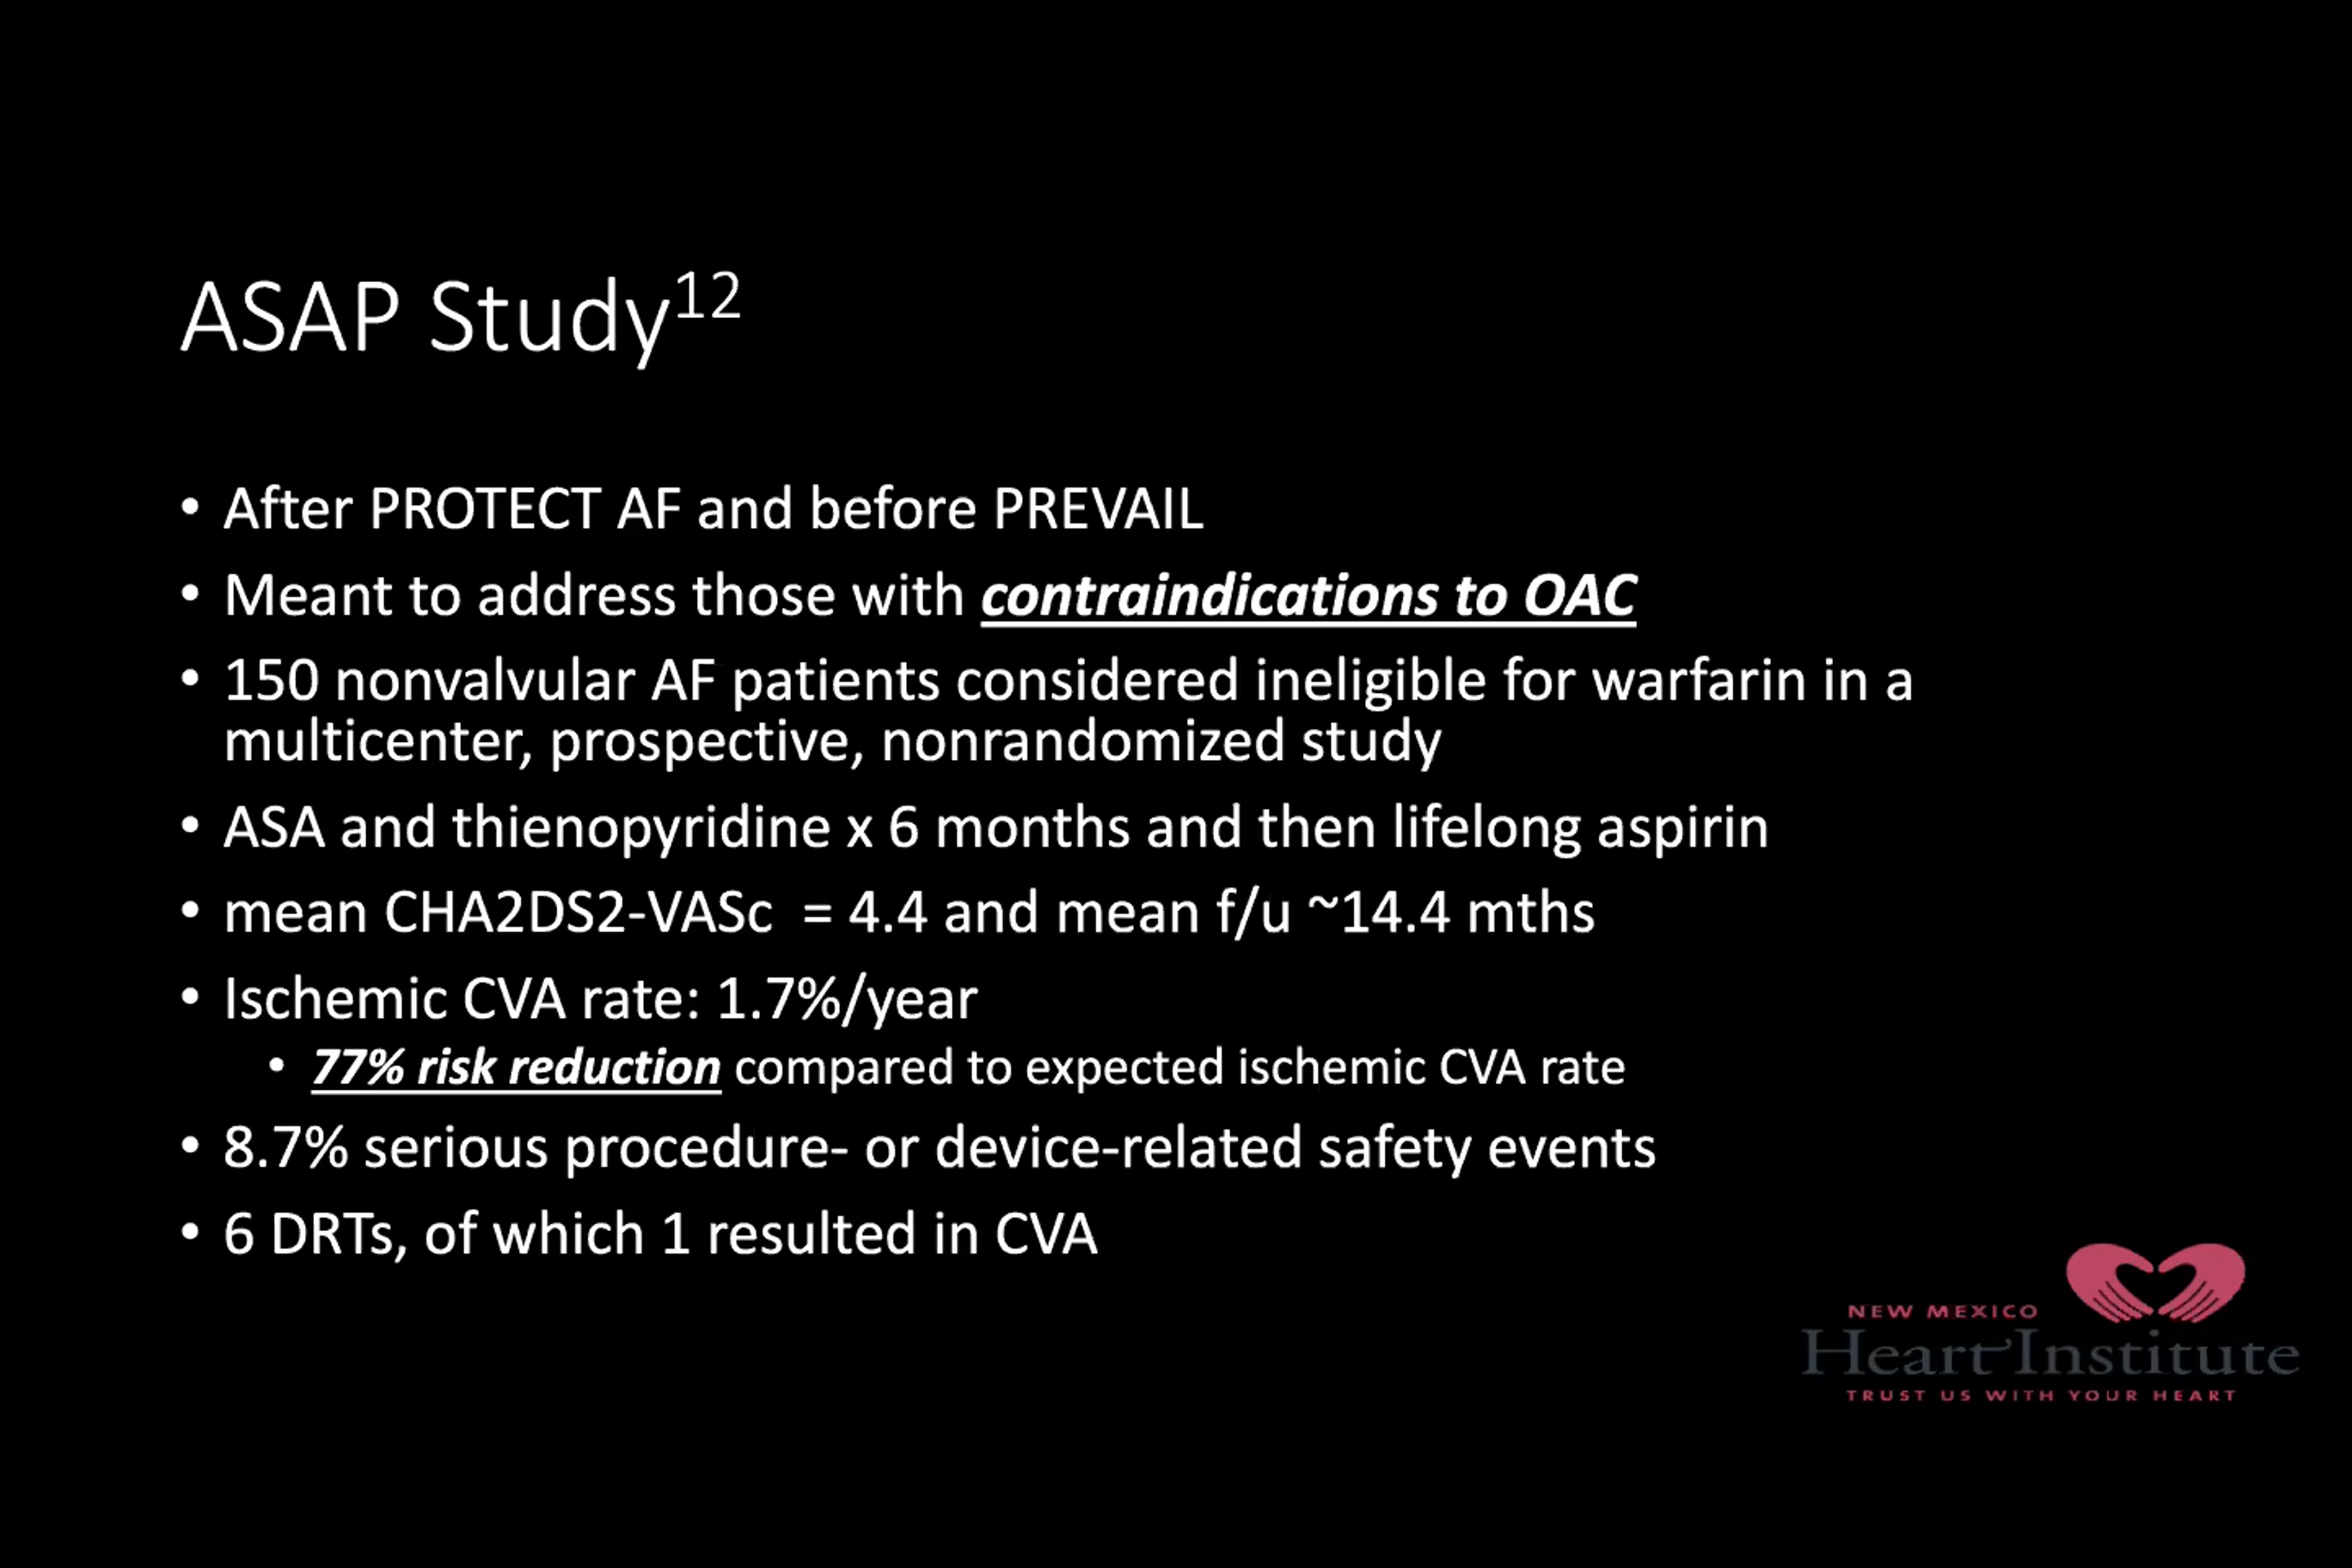 ASAP Study12
• After PROTECT AF and before PREVAIL
• Meant to address those with contraindications to OAC
• 150 nonvalvular AF patients considered ineligible for warfarin in a
multicenter, prospective, nonrandomized study
• ASA and thienopyridine x 6 months and then lifelong aspirin
• mean CHA2DS2-VASc  = 4.4 and mean f/u ~14.4 mths
• Ischemic CVA rate: 1.7%/year
• 77% risk reduction compared to expected ischemic CVA rate
• 8.7% serious procedure- or device-related safety events
• 6 DRTs, of which 1 resulted in CVA
NEW MEXICO
Heart Institute
TRUST US WITH YOUR HEART